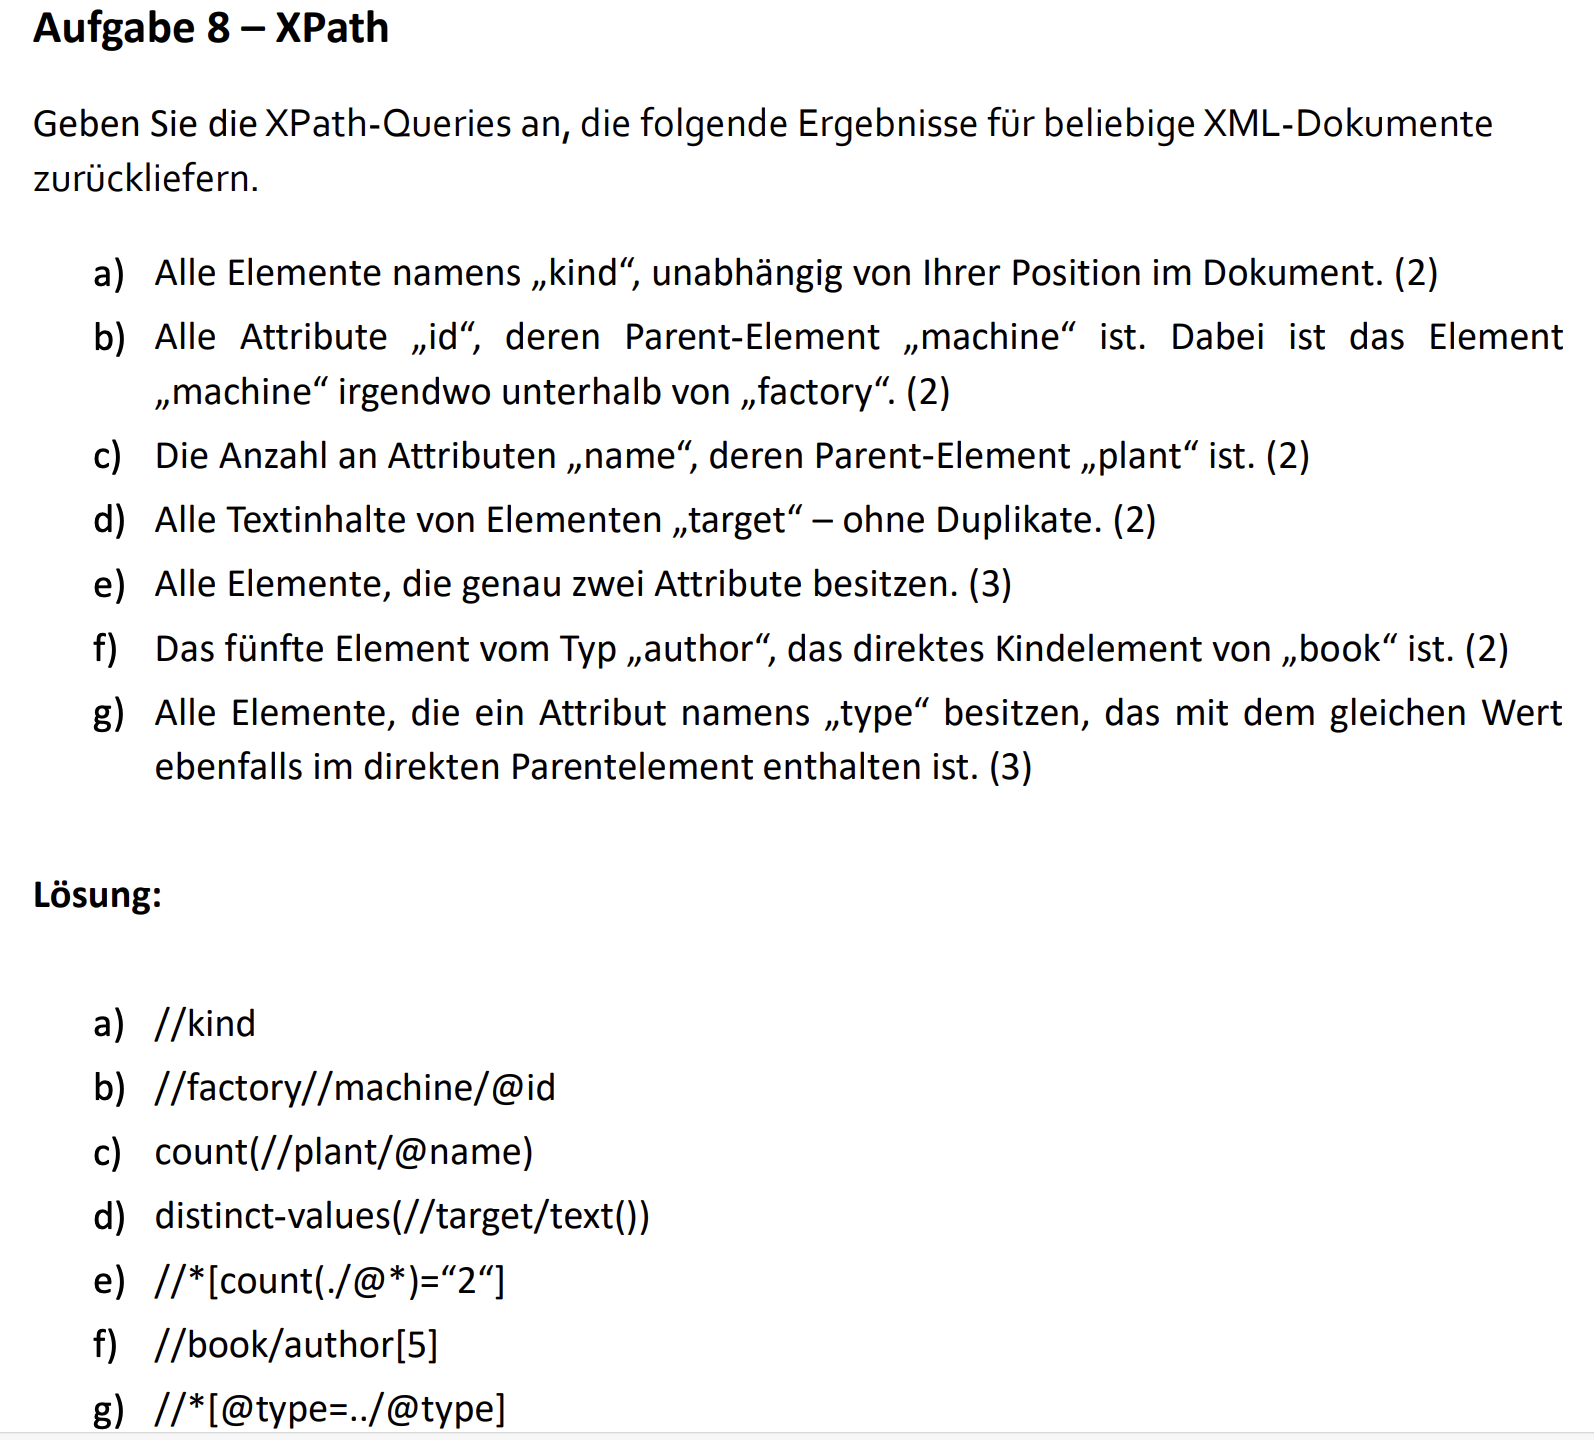 Aufgabe 8 – XPath
Geben Sie die XPath-Queries an, die folgende Ergebnisse für beliebige XML-Dokumente
zurückliefern.
a) Alle Elemente namens „kind“, unabhängig von Ihrer Position im Dokument. (2)
b) Alle Attribute „id“, deren Parent-Element „machine“ ist. Dabei ist das Element
„machine“ irgendwo unterhalb von „factory“. (2)
c) Die Anzahl an Attributen „name“, deren Parent-Element „plant“ ist. (2)
d) Alle Textinhalte von Elementen „target“ – ohne Duplikate. (2)
e) Alle Elemente, die genau zwei Attribute besitzen. (3)
f) Das fünfte Element vom Typ „author“, das direktes Kindelement von „book“ ist. (2)
g) Alle Elemente, die ein Attribut namens „type“ besitzen, das mit dem gleichen Wert
ebenfalls im direkten Parentelement enthalten ist. (3)
Lösung:
a) //kind
b) //factory//machine/@id
c) count(//plant/@name)
d) distinct-values(//target/text())
e) //*[count(./@*)=“2“]
f) //book/author[5]
g) //*[@type=../@type]